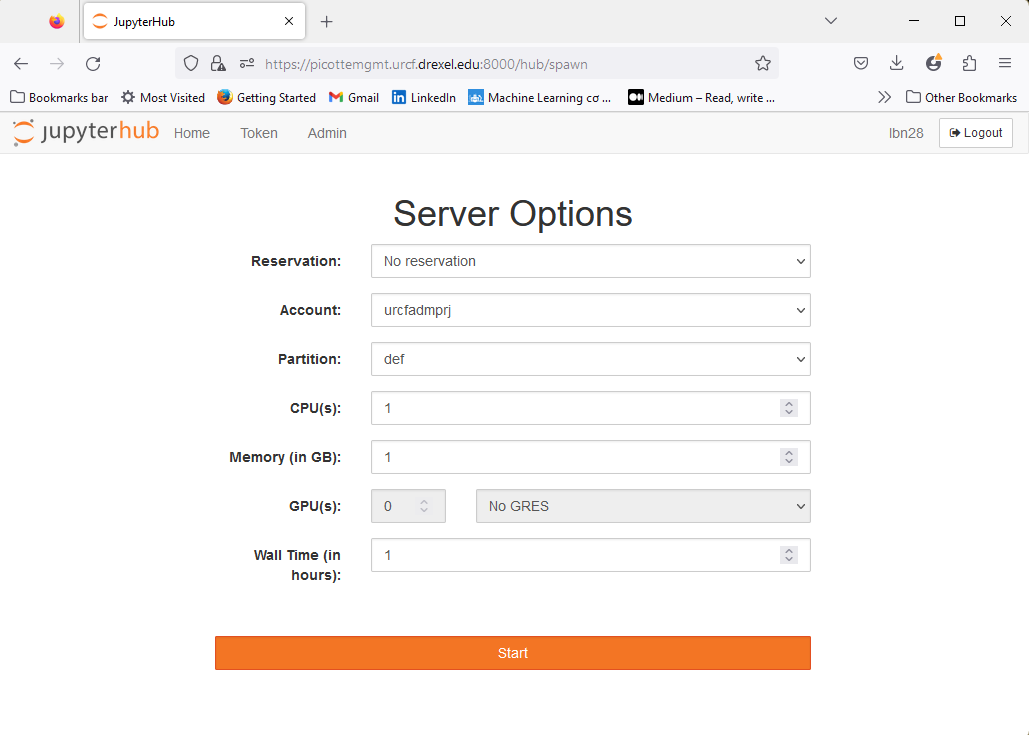 JupyterHub
https://picottemgmt.urcf.drexel.edu:8000/hub/spawn
Bookmarks bar Most Visited Getting Started Gmail LinkedIn Machine Learning cơ ... Medium – Read, write ... Other Bookmarks
jupyterhub Home Token Admin lbn28 Logout
Server Options
Reservation: No reservation
Account: urcfadmprj
Partition: def
CPU(s): 1
Memory (in GB): 1
GPU(s): 0 No GRES
Wall Time (in 1
hours):
Start